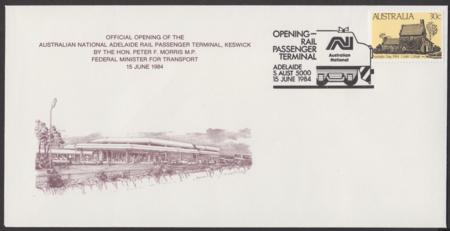 OFFICIAL OPENING OF THE
AUSTRALIAN NATIONAL ADELAIDE RAIL PASSENGER TERMINAL, KESWICK
BY THE HON. PETER F. MORRIS M.P.
FEDERAL MINISTER FOR TRANSPORT
15 JUNE 1984
OPENING—
RAIL
PASSENGER
TERMINAL
ADELAIDE
S AUST 5000
15 JUNE 1984
Australian
National
AUSTRALIA
30c